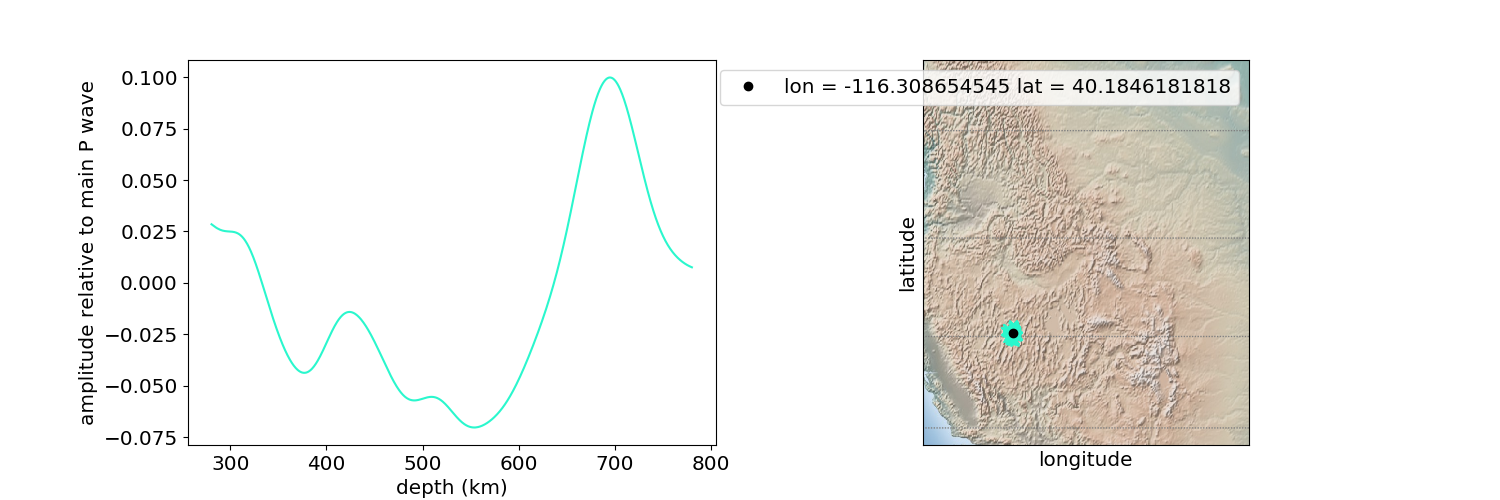 amplitude relative to main P wave
0.100
0.075
0.050
0.025
0.000
−0.025
−0.050
−0.075
300 400 500 600 700 800
depth (km)
lon = -116.308654545 lat = 40.1846181818
latitude
longitude